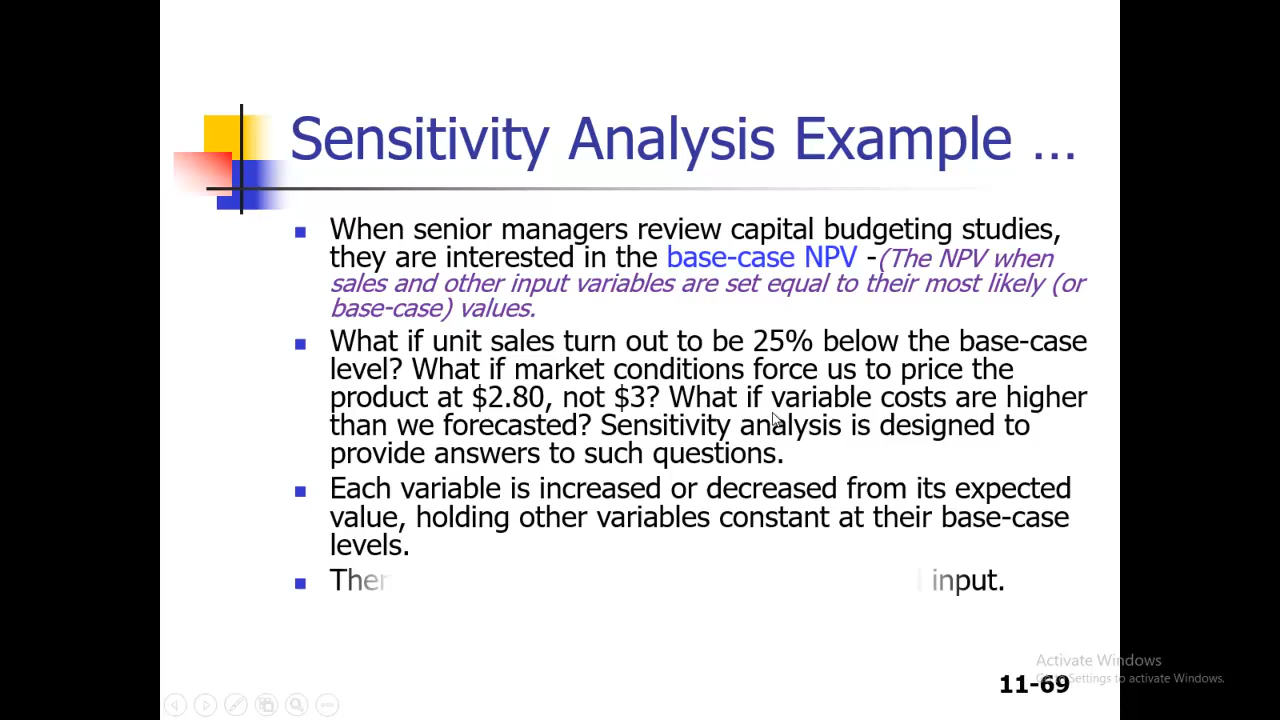 Sensitivity Analysis Example ...
When senior managers review capital budgeting studies,
they are interested in the base-case NPV -(The NPV when
sales and other input variables are set equal to their most likely (or
base-case) values.
What if unit sales turn out to be 25% below the base-case
level? What if market conditions force us to price the
product at $2.80, not $3? What if variable costs are higher
than we forecasted? Sensitivity analysis is designed to
provide answers to such questions.
Each variable is increased or decreased from its expected
value, holding other variables constant at their base-case
levels.
input.
Activate Windows
Settings to activate Windows.
11-69